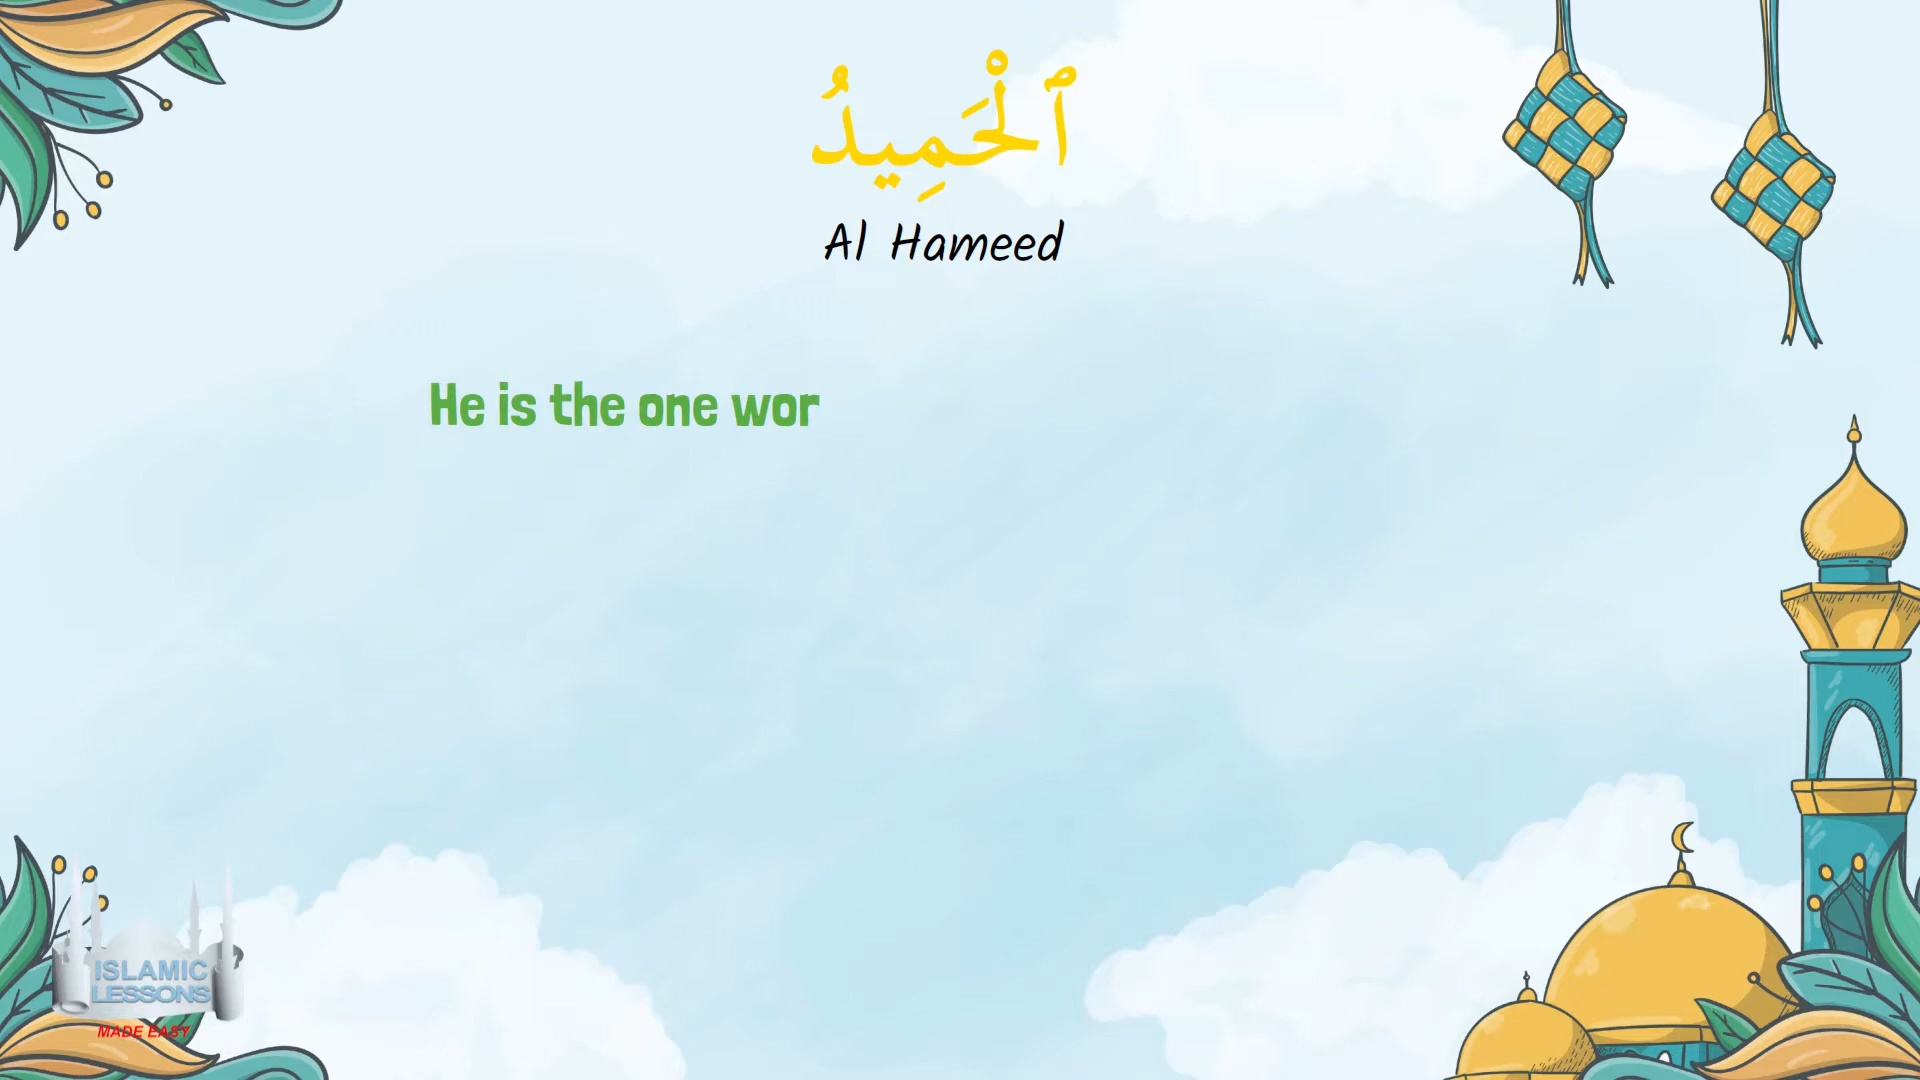 ٱلْحَمِيدُ
Al Hameed
He is the one wor
ISLAMIC
LESSONS
MADE EASY